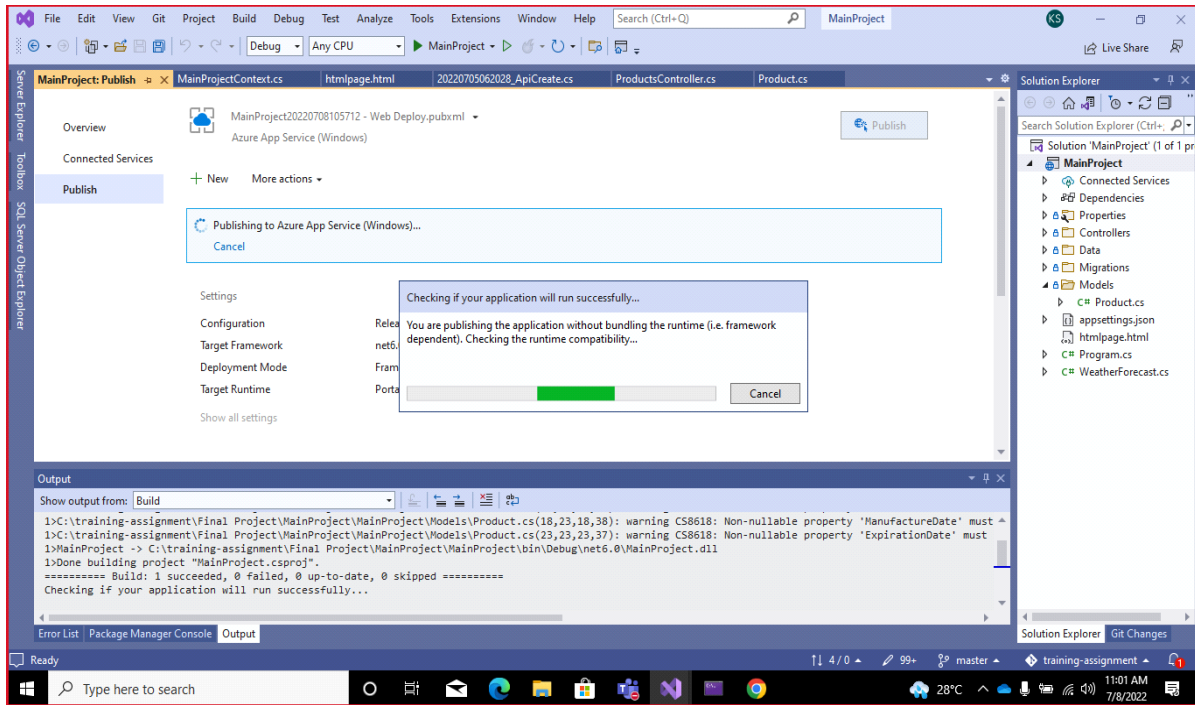 File Edit View Git Project Build Debug Test Analyze Tools Extensions Window Help Search (Ctrl+Q) MainProject KS
Debug Any CPU MainProject Live Share
Server Explorer
Toolbox
SQL Server Object Explorer
MainProject: Publish MainProjectContext.cs htmlpage.html 20220705062028_ApiCreate.cs ProductsController.cs Product.cs
Overview
Connected Services
Publish
MainProject20220708105712 - Web Deploy.pubxml
Azure App Service (Windows)
Publish
New More actions
Publishing to Azure App Service (Windows)...
Cancel
Settings
Configuration Relea
Target Framework net6.
Deployment Mode Fram
Target Runtime Porta
Show all settings
Checking if your application will run successfully...
You are publishing the application without bundling the runtime (i.e. framework
dependent). Checking the runtime compatibility...
Cancel
Solution Explorer
Search Solution Explorer (Ctrl+,
Solution 'MainProject' (1 of 1 pr
MainProject
Connected Services
Dependencies
Properties
Controllers
Data
Migrations
Models
C# Product.cs
appsettings.json
htmlpage.html
C# Program.cs
C# WeatherForecast.cs
Output
Show output from: Build
1>C:\training-assignment\Final Project\MainProject\MainProject\Models\Product.cs(18,23,18,38): warning CS8618: Non-nullable property 'ManufactureDate' must
1>C:\training-assignment\Final Project\MainProject\MainProject\Models\Product.cs(23,23,23,37): warning CS8618: Non-nullable property 'ExpirationDate' must
1>MainProject -> C:\training-assignment\Final Project\MainProject\MainProject\bin\Debug\net6.0\MainProject.dll
1>Done building project "MainProject.csproj".
========== Build: 1 succeeded, 0 failed, 0 up-to-date, 0 skipped ==========
Checking if your application will run successfully...
Error List Package Manager Console Output
Solution Explorer Git Changes
Ready 4 / 0 99+ master training-assignment 1
Type here to search 28°C 11:01 AM
7/8/2022